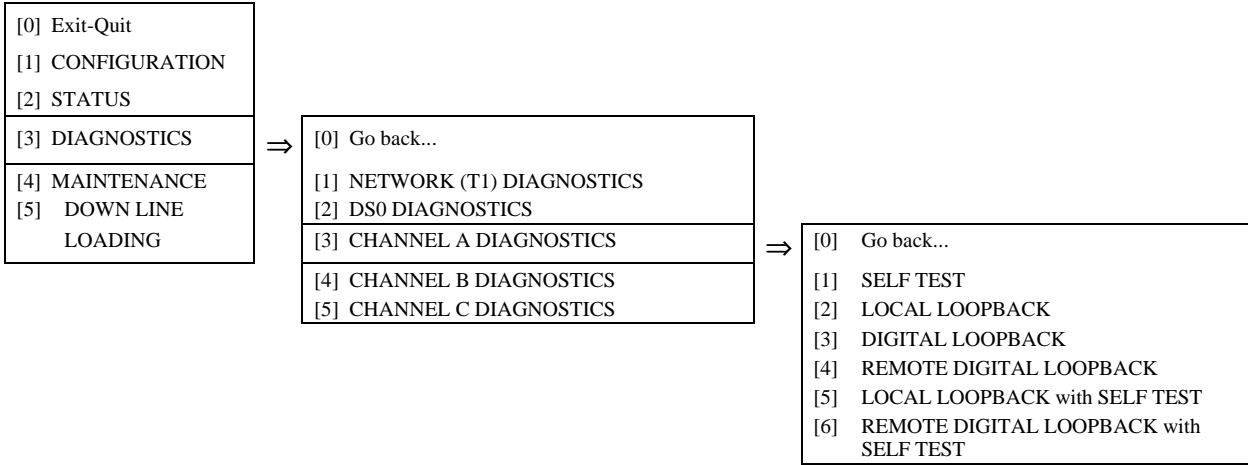 [0] Exit-Quit
[1] CONFIGURATION
[2] STATUS
[3] DIAGNOSTICS
[4] MAINTENANCE
[5] DOWN LINE
LOADING
⇒
[0] Go back...
[1] NETWORK (T1) DIAGNOSTICS
[2] DS0 DIAGNOSTICS
[3] CHANNEL A DIAGNOSTICS
[4] CHANNEL B DIAGNOSTICS
[5] CHANNEL C DIAGNOSTICS
⇒
[0] Go back...
[1] SELF TEST
[2] LOCAL LOOPBACK
[3] DIGITAL LOOPBACK
[4] REMOTE DIGITAL LOOPBACK
[5] LOCAL LOOPBACK with SELF TEST
[6] REMOTE DIGITAL LOOPBACK with
SELF TEST